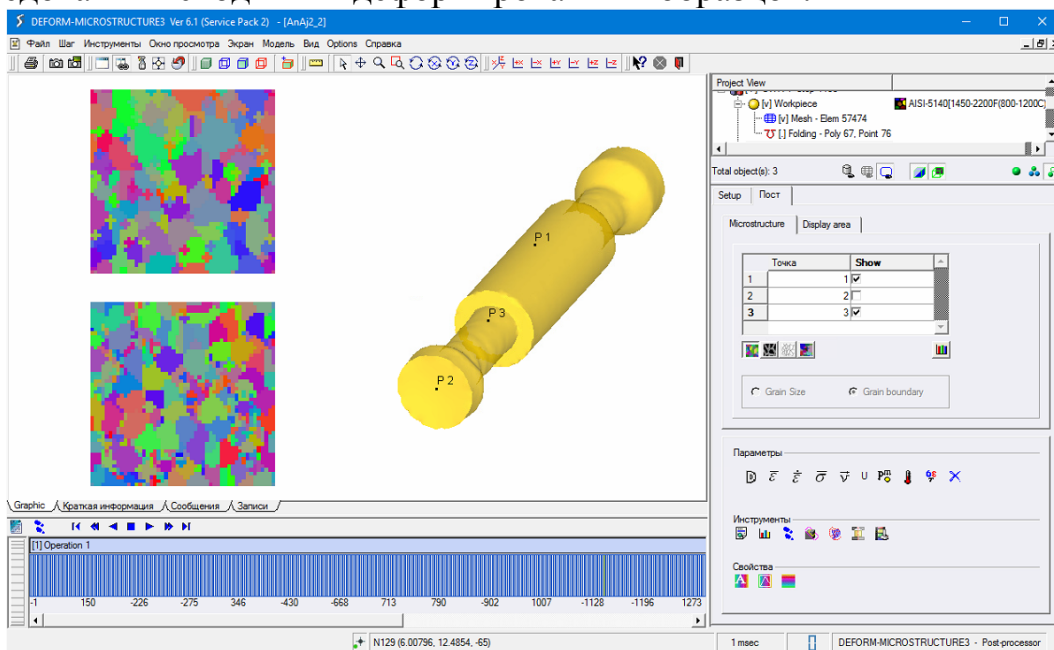 DEFORM-MICROSTRUCTURE3 Ver 6.1 (Service Pack 2) - [AnAj2_2]
Файл Шаг Инструменты Окно просмотра Экран Модель Вид Options Справка
Project View
[v] Workpiece AISI-5140[1450-2200F(800-1200C)
[v] Mesh - Elem 57474
[.] Folding - Poly 67, Point 76
Total object(s): 3
Setup Пост
Microstructure Display area
Точка Show
1 1
2 2
3 3
Grain Size Grain boundary
P 1
P 3
P 2
Параметры
Инструменты
Свойства
Graphic Краткая информация Сообщения Записи
[1] Operation 1
-1 150 -226 -275 346 -430 -668 713 790 -902 1007 -1128 -1196 1273
N129 (6.00796, 12.4854, -65) 1 msec DEFORM-MICROSTRUCTURE3 - Post-processor